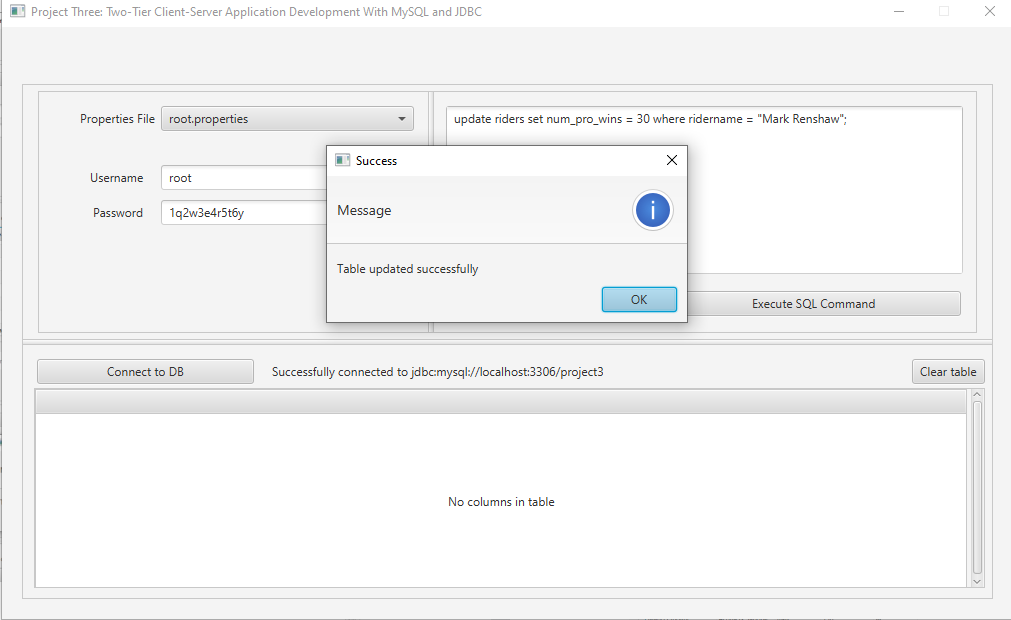 Project Three: Two-Tier Client-Server Application Development With MySQL and JDBC
Properties File
root.properties
update riders set num_pro_wins = 30 where ridername = "Mark Renshaw";
Username
root
Password
1q2w3e4r5t6y
Success
Message
i
Table updated successfully
OK
Execute SQL Command
Connect to DB
Successfully connected to jdbc:mysql://localhost:3306/project3
Clear table
No columns in table